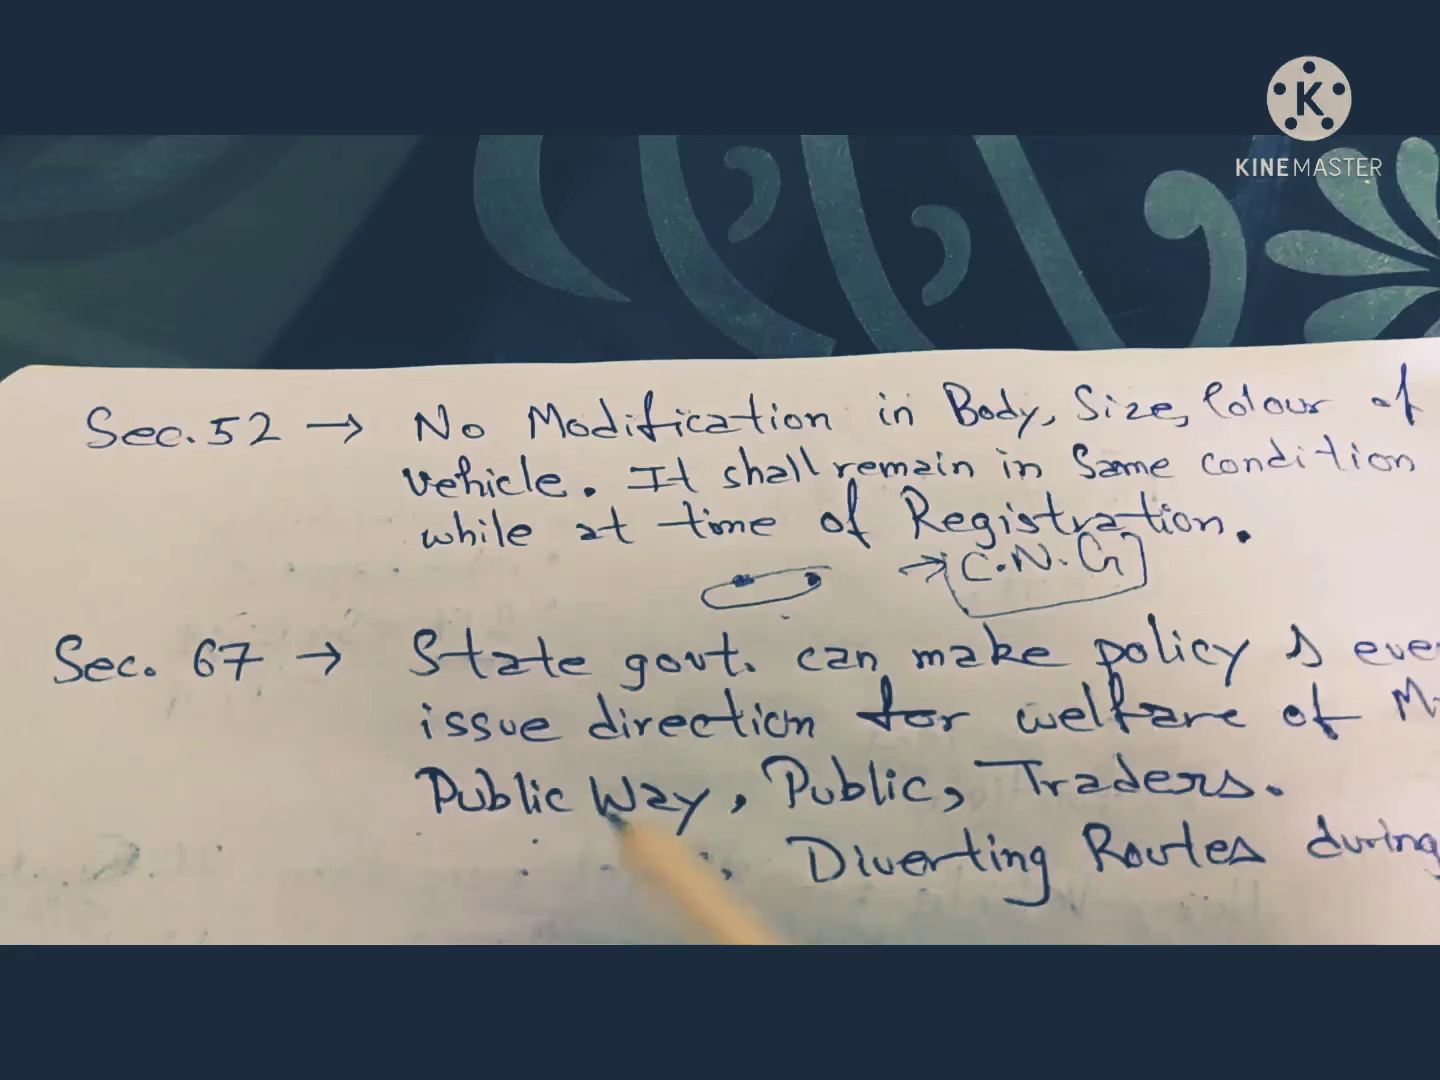 KINEMASTER
Sec. 52 → No Modification in Body, Size, Colour of
vehicle. It shall remain in Same condition
while at time of Registration.
→ C.N.G
Sec. 67 → State govt. can make policy & eve
issue direction for welfare of M
Public Way, Public, Traders.
Diverting Routes during